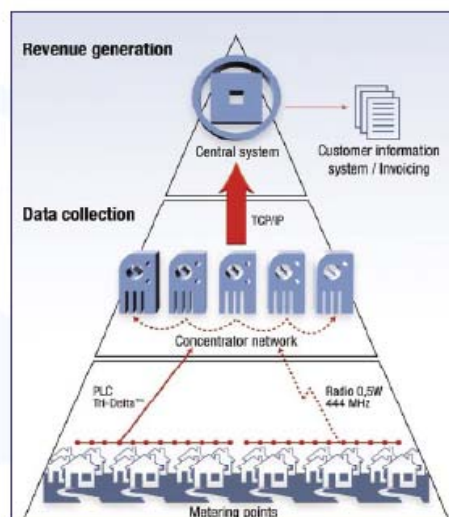 Revenue generation
Central system
Customer information
system / Invoicing
Data collection
TCP/IP
Concentrator network
PLC
Tri-Delta™
Radio 0,5W
444 MHz
Metering points